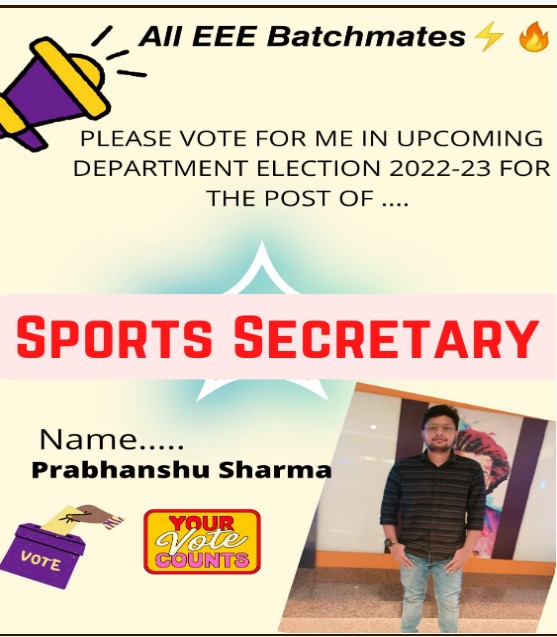 All EEE Batchmates⚡🔥
PLEASE VOTE FOR ME IN UPCOMING
DEPARTMENT ELECTION 2022-23 FOR
THE POST OF ....
SPORTS SECRETARY
Name.....
Prabhanshu Sharma
VOTE
YOUR
Vote
COUNTS